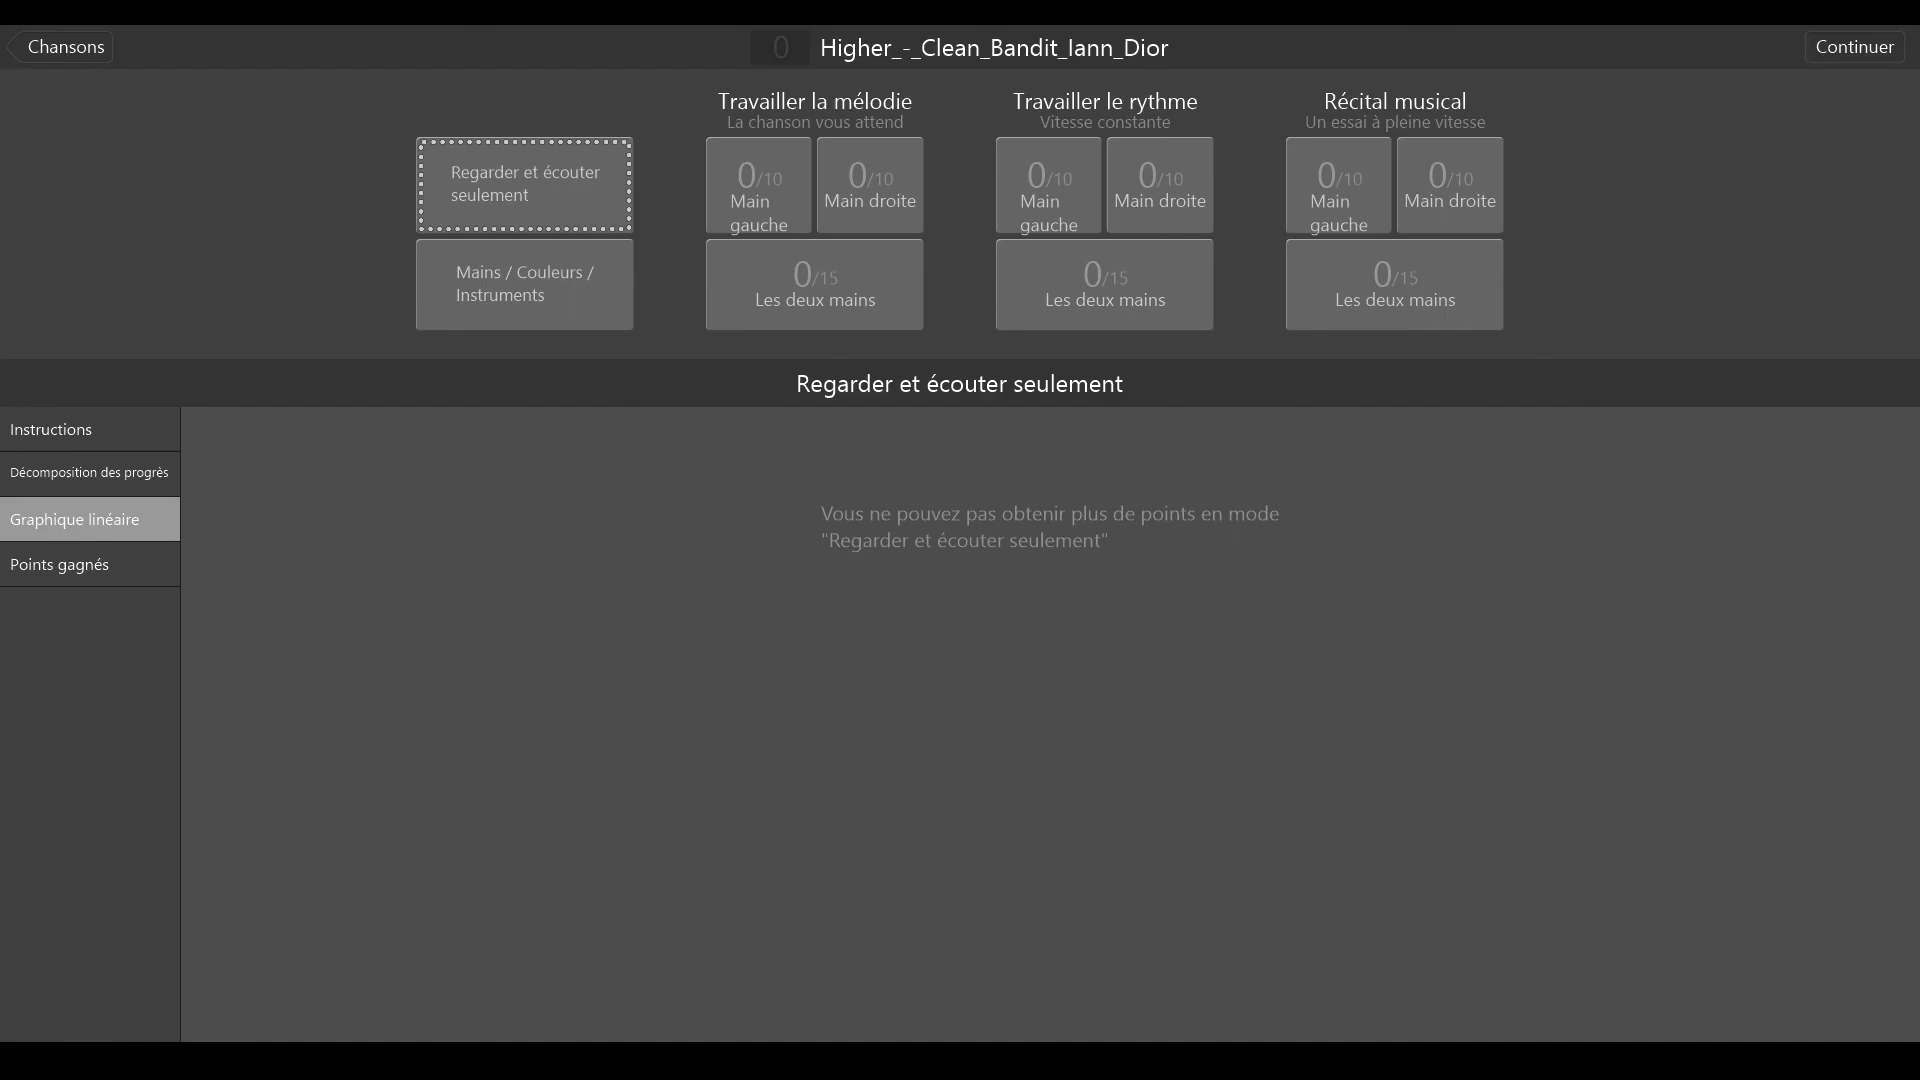 Chansons
0 Higher_-_Clean_Bandit_Iann_Dior
Continuer
Travailler la mélodie
La chanson vous attend
Travailler le rythme
Vitesse constante
Récital musical
Un essai à pleine vitesse
Regarder et écouter
seulement
0/10
Main
gauche
0/10
Main droite
0/10
Main
gauche
0/10
Main droite
0/10
Main
gauche
0/10
Main droite
Mains / Couleurs /
Instruments
0/15
Les deux mains
0/15
Les deux mains
0/15
Les deux mains
Regarder et écouter seulement
Instructions
Décomposition des progrès
Graphique linéaire
Points gagnés
Vous ne pouvez pas obtenir plus de points en mode
"Regarder et écouter seulement"